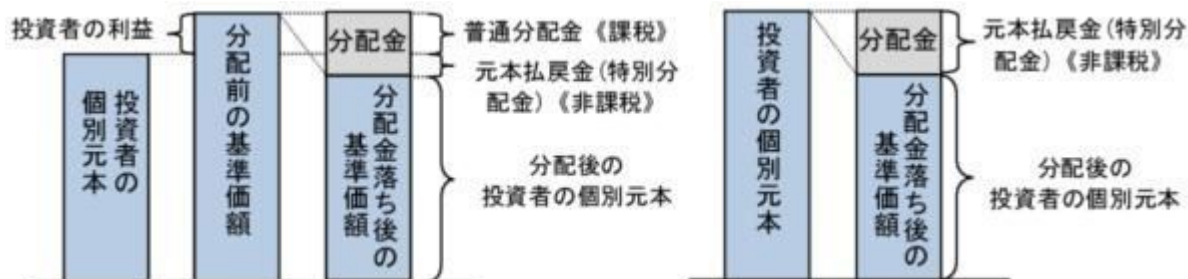 投資者の利益
投資者の
個別元本
分配前の基準価額
分配金
分配金落ち後の
基準価額
普通分配金《課税》
元本払戻金(特別分
配金)《非課税》
分配後の
投資者の個別元本
投資者の個別元本
分配金
分配金落ち後の
基準価額
元本払戻金(特別分
配金)《非課税》
分配後の
投資者の個別元本